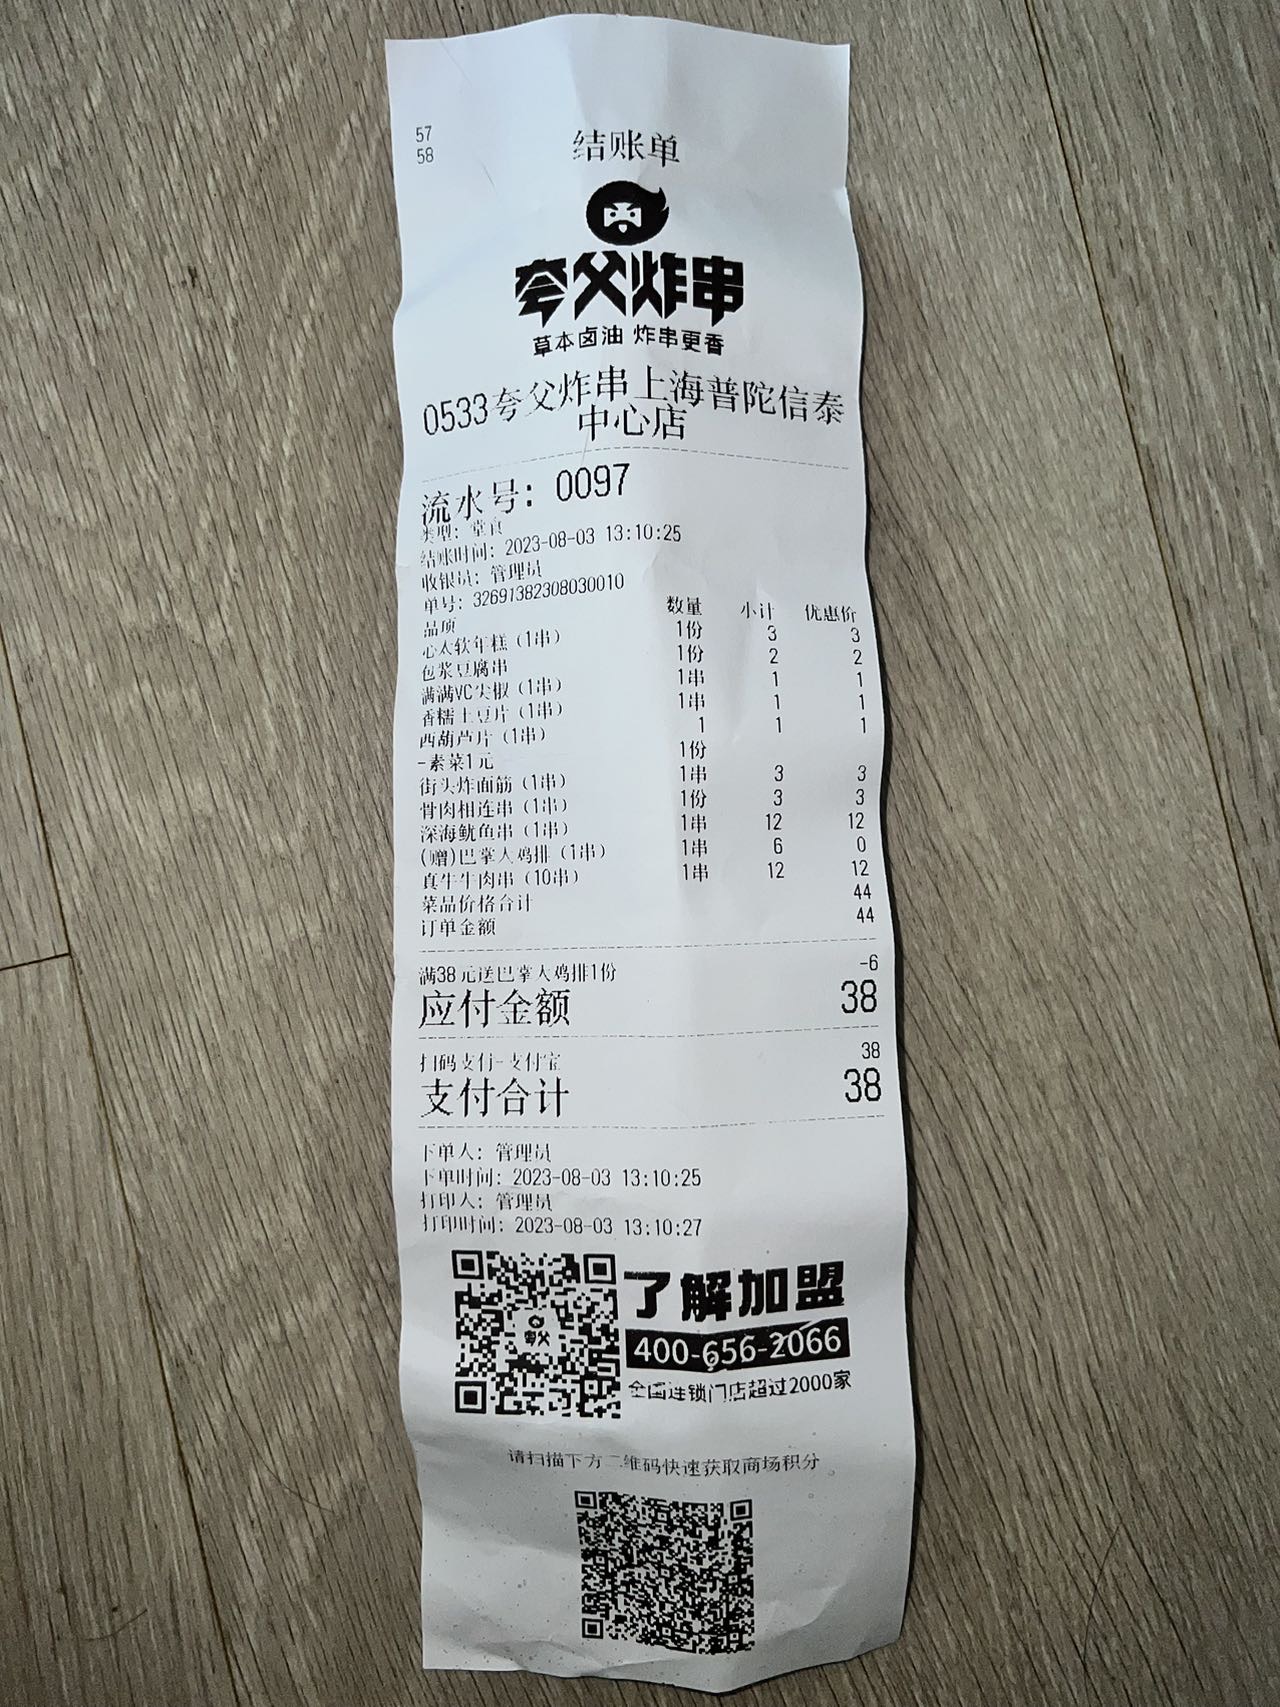 57
58
结账单
夸父炸串
草本卤油 炸串更香
0533夸父炸串上海普陀信泰
中心店
流水号: 0097
类型: 堂食
结账时间: 2023-08-03 13:10:25
收银员: 管理员
单号: 32691382308030010
品项 数量 小计 优惠价
心太软年糕(1串) 1份 3 3
包浆豆腐串 1份 2 2
满满VC尖椒(1串) 1串 1 1
香糯土豆片(1串) 1串 1 1
西葫芦片(1串) 1 1 1
-素菜1元 1份
街头炸面筋(1串) 1串 3 3
骨肉相连串(1串) 1份 3 3
深海鱿鱼串(1串) 1串 12 12
(赠)巴掌大鸡排(1串) 1串 6 0
真牛牛肉串(10串) 1串 12 12
菜品价格合计 44
订单金额 44
满38元送巴掌大鸡排1份 -6
应付金额 38
扫码支付-支付宝 38
支付合计 38
下单人: 管理员
下单时间: 2023-08-03 13:10:25
打印人: 管理员
打印时间: 2023-08-03 13:10:27
夸父
了解加盟
400-656-2066
全国连锁门店超过2000家
请扫描下方二维码快速获取商场积分